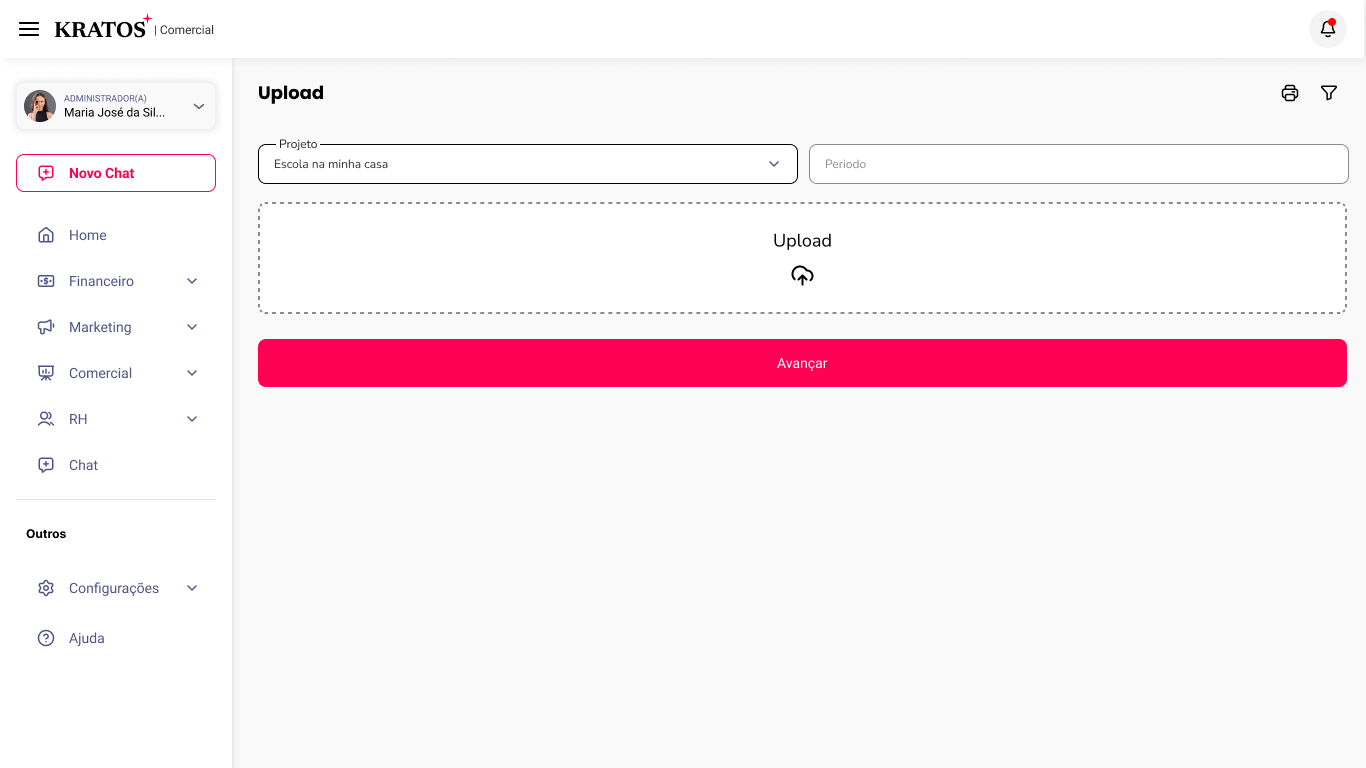 KRATOS | Comercial
ADMINISTRADOR(A)
Maria José da Sil...
Novo Chat
Home
Financeiro
Marketing
Comercial
RH
Chat
Outros
Configurações
Ajuda
Upload
Projeto
Escola na minha casa
Periodo
Upload
Avançar